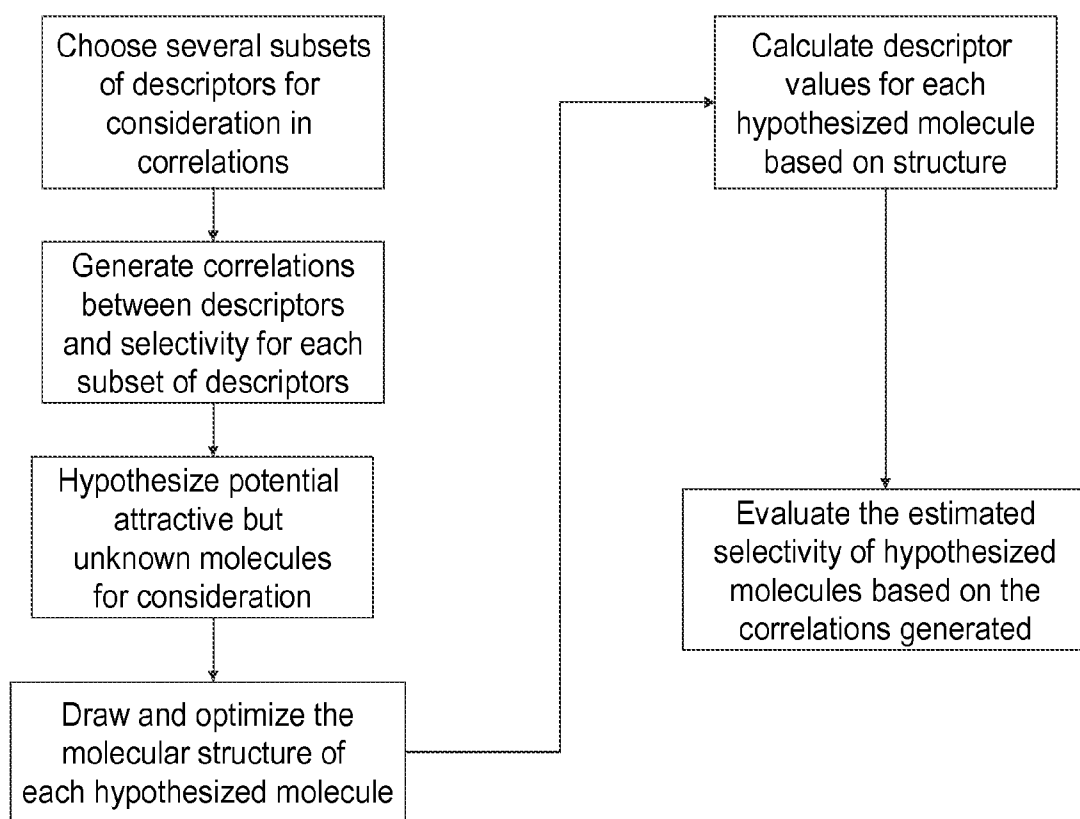 Choose several subsets
of descriptors for
consideration in
correlations
Generate correlations
between descriptors
and selectivity for each
subset of descriptors
Hypothesize potential
attractive but
unknown molecules
for consideration
Draw and optimize the
molecular structure of
each hypothesized molecule
Calculate descriptor
values for each
hypothesized molecule
based on structure
Evaluate the estimated
selectivity of hypothesized
molecules based on the
correlations generated